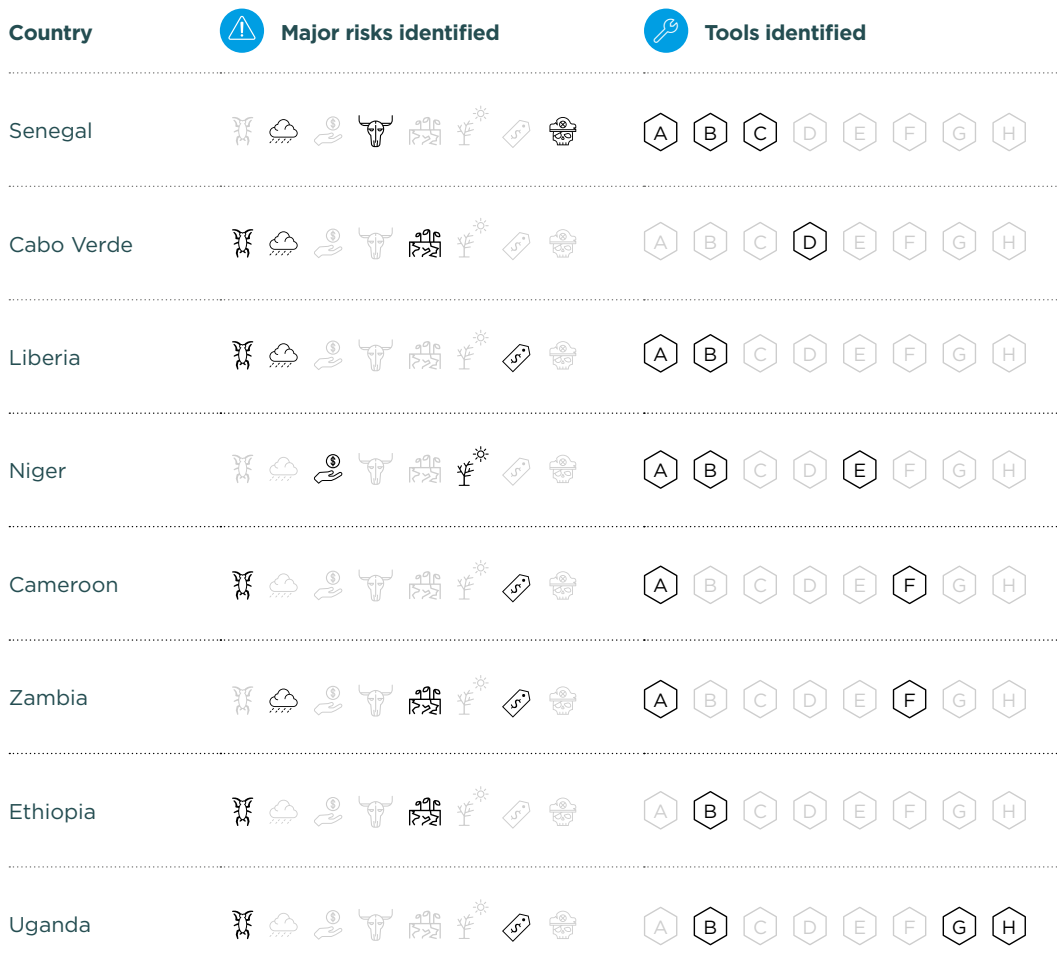 Country Major risks identified Tools identified
Senegal $ $ A B C D E F G H
Cabo Verde $ $ A B C D E F G H
Liberia $ $ A B C D E F G H
Niger $ $ A B C D E F G H
Cameroon $ $ A B C D E F G H
Zambia $ $ A B C D E F G H
Ethiopia $ $ A B C D E F G H
Uganda $ $ A B C D E F G H